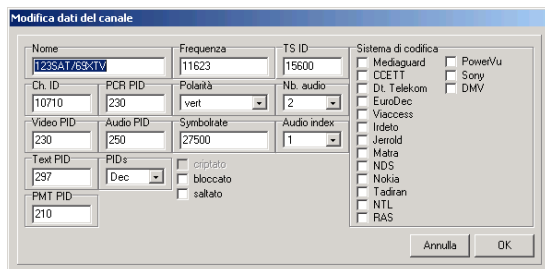 Modifica dati del canale
Nome Frequenza TS ID Sistema di codifica
123SAT/69XTV 11623 15600 Mediaguard PowerVu
CCETT Sony
Ch. ID PCR PID Polarità Nb. audio Dt. Telekom DMV
10710 230 vert 2 EuroDec
Viaccess
Video PID Audio PID Symbolrate Audio index Irdeto
230 250 27500 1 Jerrold
Matra
Text PID PIDs criptato NDS
297 Dec bloccato Nokia
saltato Tadiran
PMT PID NTL
210 RAS
Annulla OK